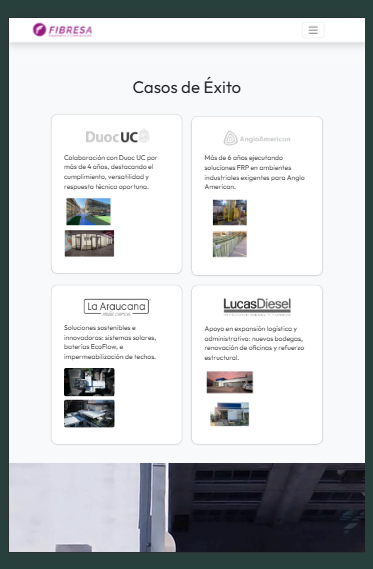 FIBRESA
Casos de Éxito
DuocUC
Colaboración con Duoc UC por
más de 4 años, destacando el
cumplimiento, versatilidad y
respuesta técnica oportuna.
AngloAmerican
Más de 6 años ejecutando
soluciones FRP en ambientes
industriales exigentes para Anglo
American.
La Araucana
Soluciones sostenibles e
innovadoras: sistemas solares,
baterías EcoFlow, e
impermeabilización de techos.
LucasDiesel
Apoyo en expansión logística y
administrativa: nuevas bodegas,
renovación de oficinas y refuerzo
estructural.